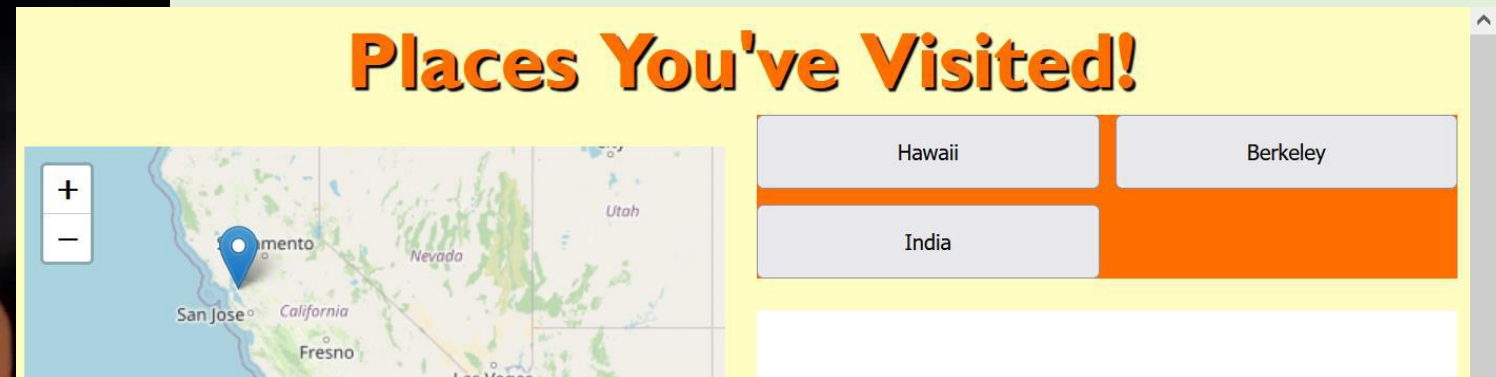 Places You've Visited!
Hawaii
Berkeley
India
+
−
Utah
Nevada
San Jose
California
Fresno